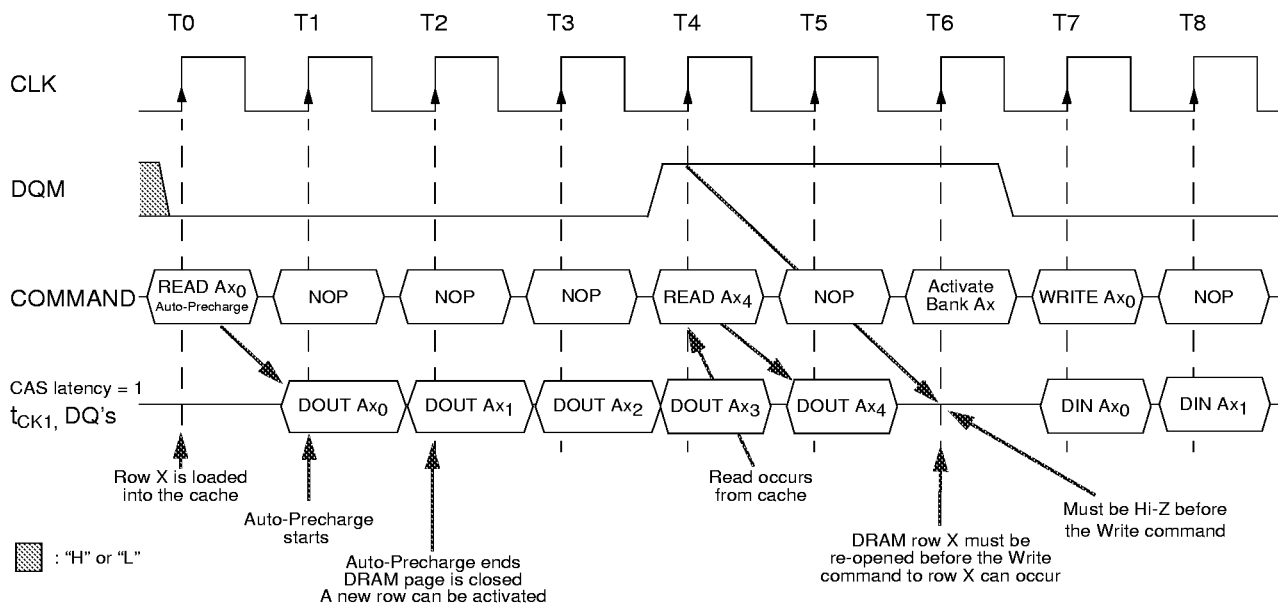 T0 T1 T2 T3 T4 T5 T6 T7 T8
CLK
DQM
COMMAND
READ Ax0
Auto-Precharge
NOP
NOP
NOP
READ Ax4
NOP
Activate
Bank Ax
WRITE Ax0
NOP
CAS latency = 1
tCK1, DQ's
DOUT Ax0
DOUT Ax1
DOUT Ax2
DOUT Ax3
DOUT Ax4
DIN Ax0
DIN Ax1
Row X is loaded
into the cache
Auto-Precharge
starts
Auto-Precharge ends
DRAM page is closed
A new row can be activated
Read occurs
from cache
DRAM row X must be
re-opened before the Write
command to row X can occur
Must be Hi-Z before
the Write command
: "H" or "L"